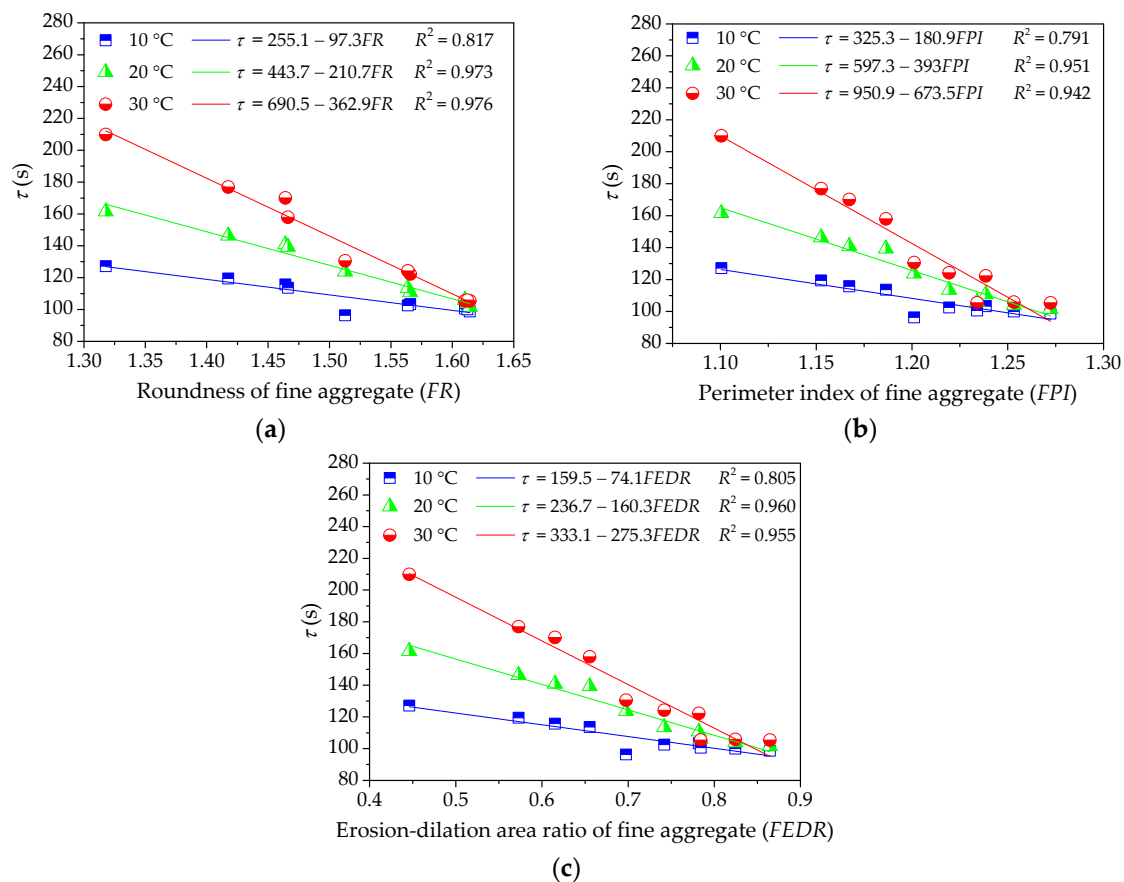 280
260
240
220
200
180
160
140
120
100
80
τ (s)
10 °C τ = 255.1 – 97.3FR R² = 0.817
20 °C τ = 443.7 – 210.7FR R² = 0.973
30 °C τ = 690.5 – 362.9FR R² = 0.976
1.30 1.35 1.40 1.45 1.50 1.55 1.60 1.65
Roundness of fine aggregate (FR)
(a)
280
260
240
220
200
180
160
140
120
100
80
τ (s)
10 °C τ = 325.3 – 180.9FPI R² = 0.791
20 °C τ = 597.3 – 393FPI R² = 0.951
30 °C τ = 950.9 – 673.5FPI R² = 0.942
1.10 1.15 1.20 1.25 1.30
Perimeter index of fine aggregate (FPI)
(b)
280
260
240
220
200
180
160
140
120
100
80
τ (s)
10 °C τ = 159.5 – 74.1FEDR R² = 0.805
20 °C τ = 236.7 – 160.3FEDR R² = 0.960
30 °C τ = 333.1 – 275.3FEDR R² = 0.955
0.4 0.5 0.6 0.7 0.8 0.9
Erosion-dilation area ratio of fine aggregate (FEDR)
(c)